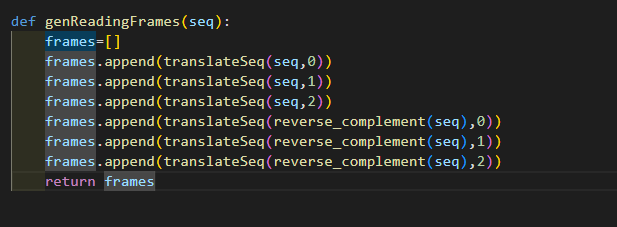 def genReadingFrames(seq):
    frames=[]
    frames.append(translateSeq(seq,0))
    frames.append(translateSeq(seq,1))
    frames.append(translateSeq(seq,2))
    frames.append(translateSeq(reverse_complement(seq),0))
    frames.append(translateSeq(reverse_complement(seq),1))
    frames.append(translateSeq(reverse_complement(seq),2))
    return frames